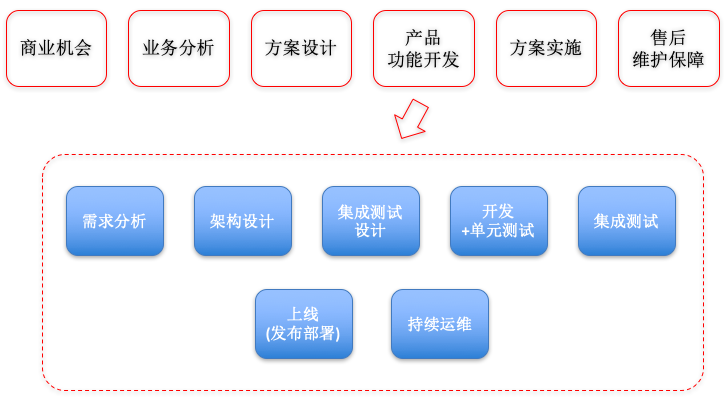 商业机会
业务分析
方案设计
产品
功能开发
方案实施
售后
维护保障
需求分析
架构设计
集成测试
设计
开发
+单元测试
集成测试
上线
(发布部署)
持续运维